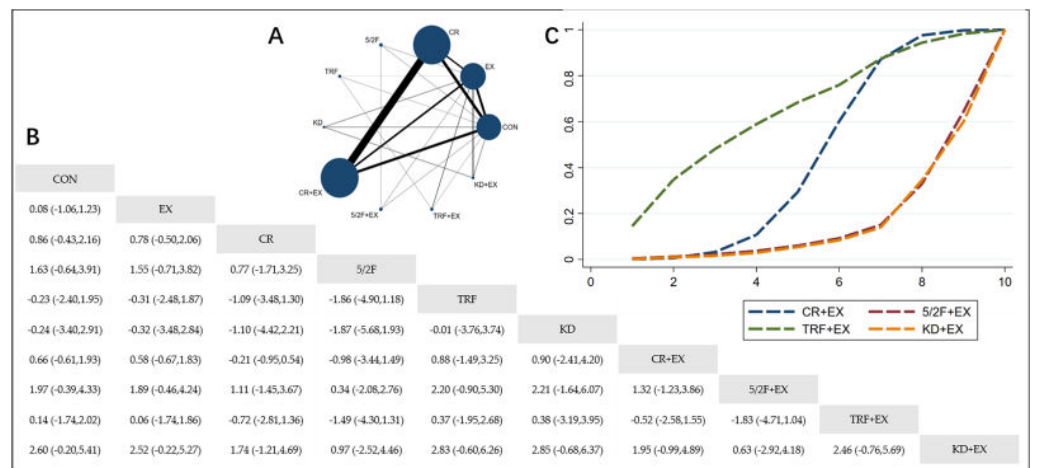 A
CR
5/2F
EX
TRF
CON
KD
KD+EX
CR+EX
TRF+EX
5/2F+EX
B
CON
0.08 (-1.06,1.23) EX
0.86 (-0.43,2.16) 0.78 (-0.50,2.06) CR
1.63 (-0.64,3.91) 1.55 (-0.71,3.82) 0.77 (-1.71,3.25) 5/2F
-0.23 (-2.40,1.95) -0.31 (-2.48,1.87) -1.09 (-3.48,1.30) -1.86 (-4.90,1.18) TRF
-0.24 (-3.40,2.91) -0.32 (-3.48,2.84) -1.10 (-4.42,2.21) -1.87 (-5.68,1.93) -0.01 (-3.76,3.74) KD
0.66 (-0.61,1.93) 0.58 (-0.67,1.83) -0.21 (-0.95,0.54) -0.98 (-3.44,1.49) 0.88 (-1.49,3.25) 0.90 (-2.41,4.20) CR+EX
1.97 (-0.39,4.33) 1.89 (-0.46,4.24) 1.11 (-1.45,3.67) 0.34 (-2.08,2.76) 2.20 (-0.90,5.30) 2.21 (-1.64,6.07) 1.32 (-1.23,3.86) 5/2F+EX
0.14 (-1.74,2.02) 0.06 (-1.74,1.86) -0.72 (-2.81,1.36) -1.49 (-4.30,1.31) 0.37 (-1.95,2.68) 0.38 (-3.19,3.95) -0.52 (-2.58,1.55) -1.83 (-4.71,1.04) TRF+EX
2.60 (-0.20,5.41) 2.52 (-0.22,5.27) 1.74 (-1.21,4.69) 0.97 (-2.52,4.46) 2.83 (-0.60,6.26) 2.85 (-0.68,6.37) 1.95 (-0.99,4.89) 0.63 (-2.92,4.18) 2.46 (-0.76,5.69) KD+EX
C
1
0.8
0.6
0.4
0.2
0
0 2 4 6 8 10
CR+EX 5/2F+EX
TRF+EX KD+EX